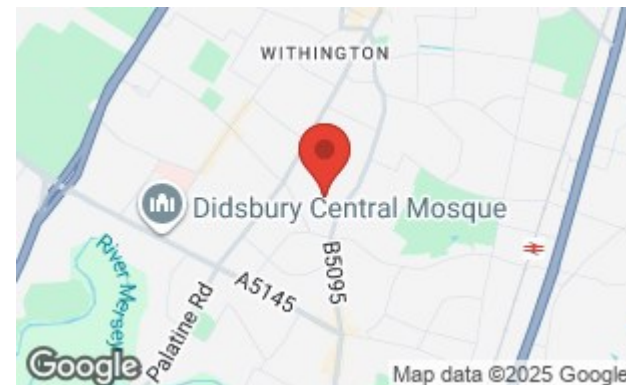 WITHINGTON
Didsbury Central Mosque
River Mersey
Palatine Rd
A5145
B5095
Google
Map data ©2025 Google